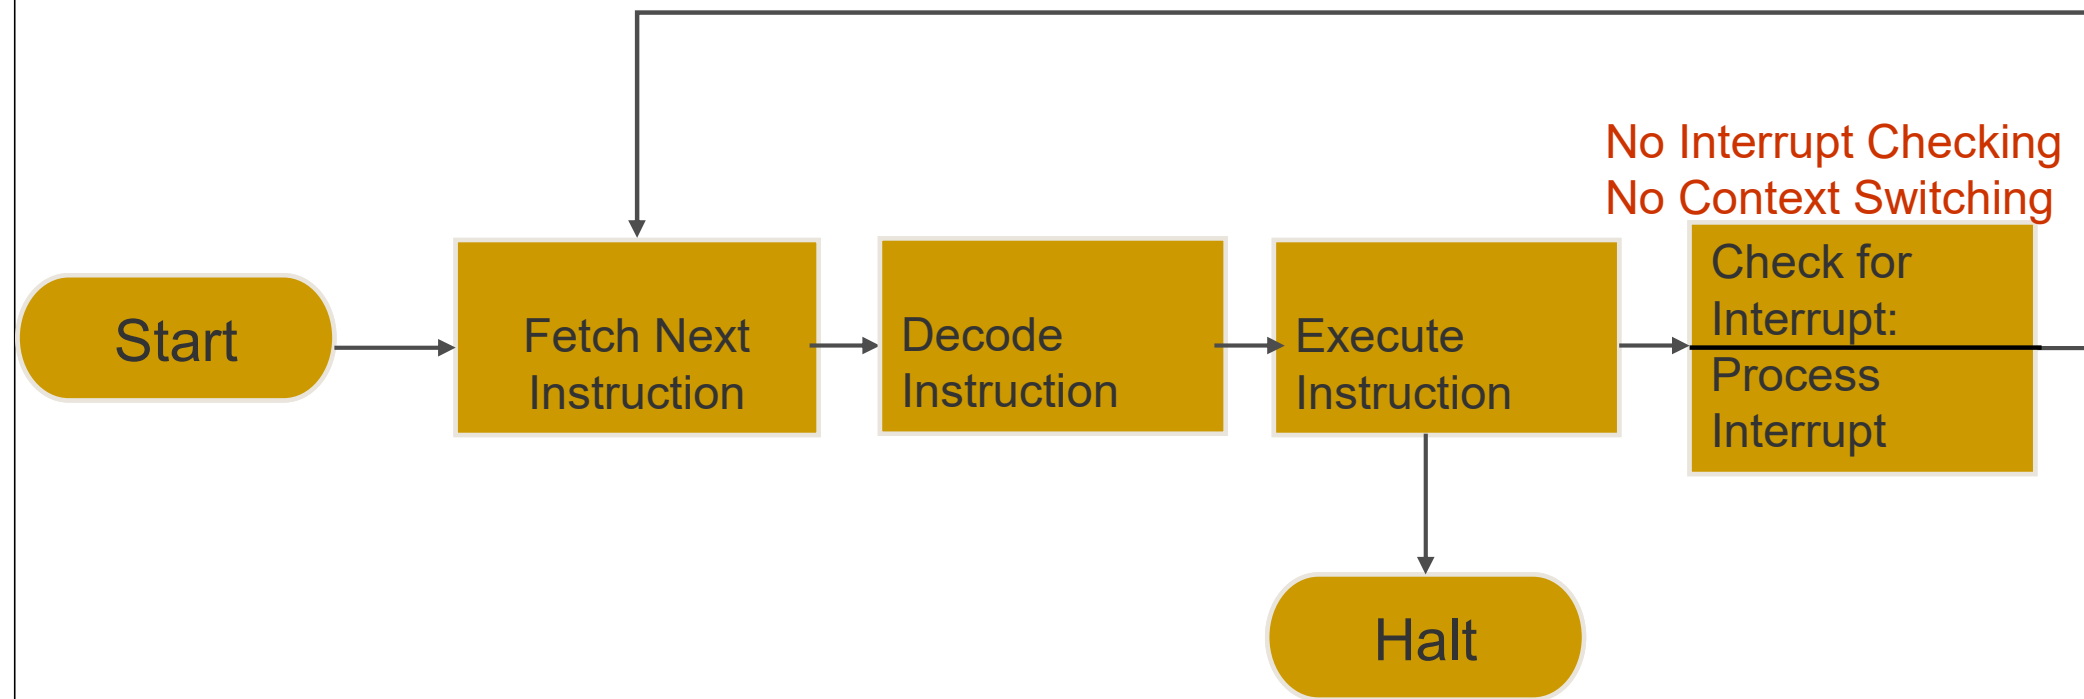 No Interrupt Checking
No Context Switching
Start
Fetch Next
Instruction
Decode
Instruction
Execute
Instruction
Check for
Interrupt:
Process
Interrupt
Halt